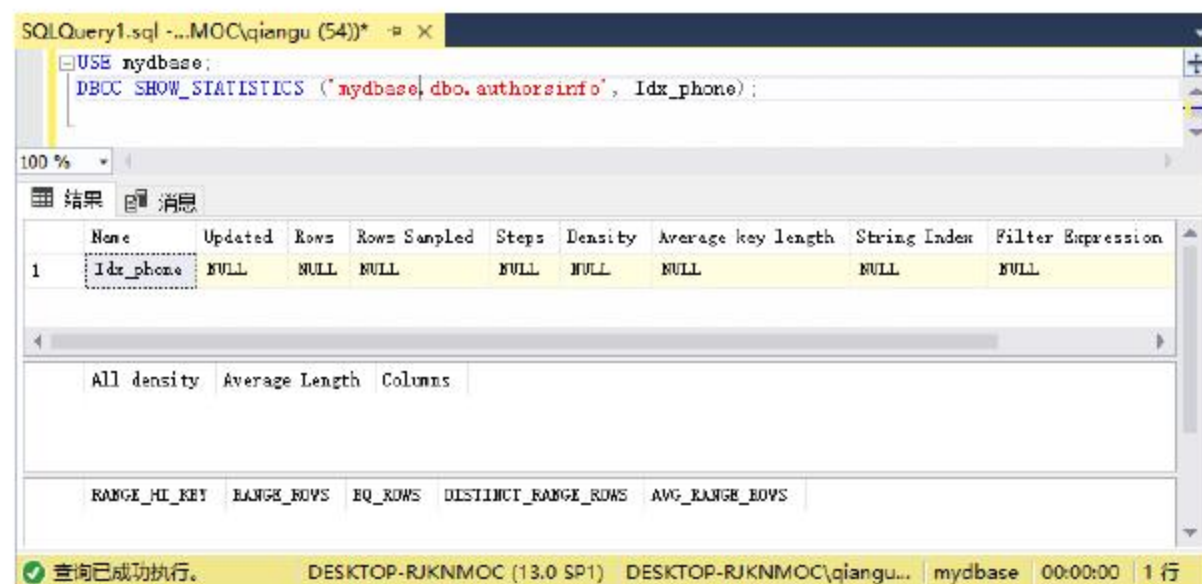 SQLQuery1.sql -...MOC\qiangu (54))*
USE mydbase;
DBCC SHOW_STATISTICS ('mydbase.dbo.authorsinfo', Idx_phone);
100 %
结果 消息
Name Updated Rows Rows Sampled Steps Density Average key length String Index Filter Expression
1 Idx_phone NULL NULL NULL NULL NULL NULL NULL NULL
All density Average Length Columns
RANGE_HI_KEY RANGE_ROWS EQ_ROWS DISTINCT_RANGE_ROWS AVG_RANGE_ROWS
查询已成功执行。 DESKTOP-RJKNMOC (13.0 SP1) DESKTOP-RJKNMOC\qiangu... mydbase 00:00:00 1 行